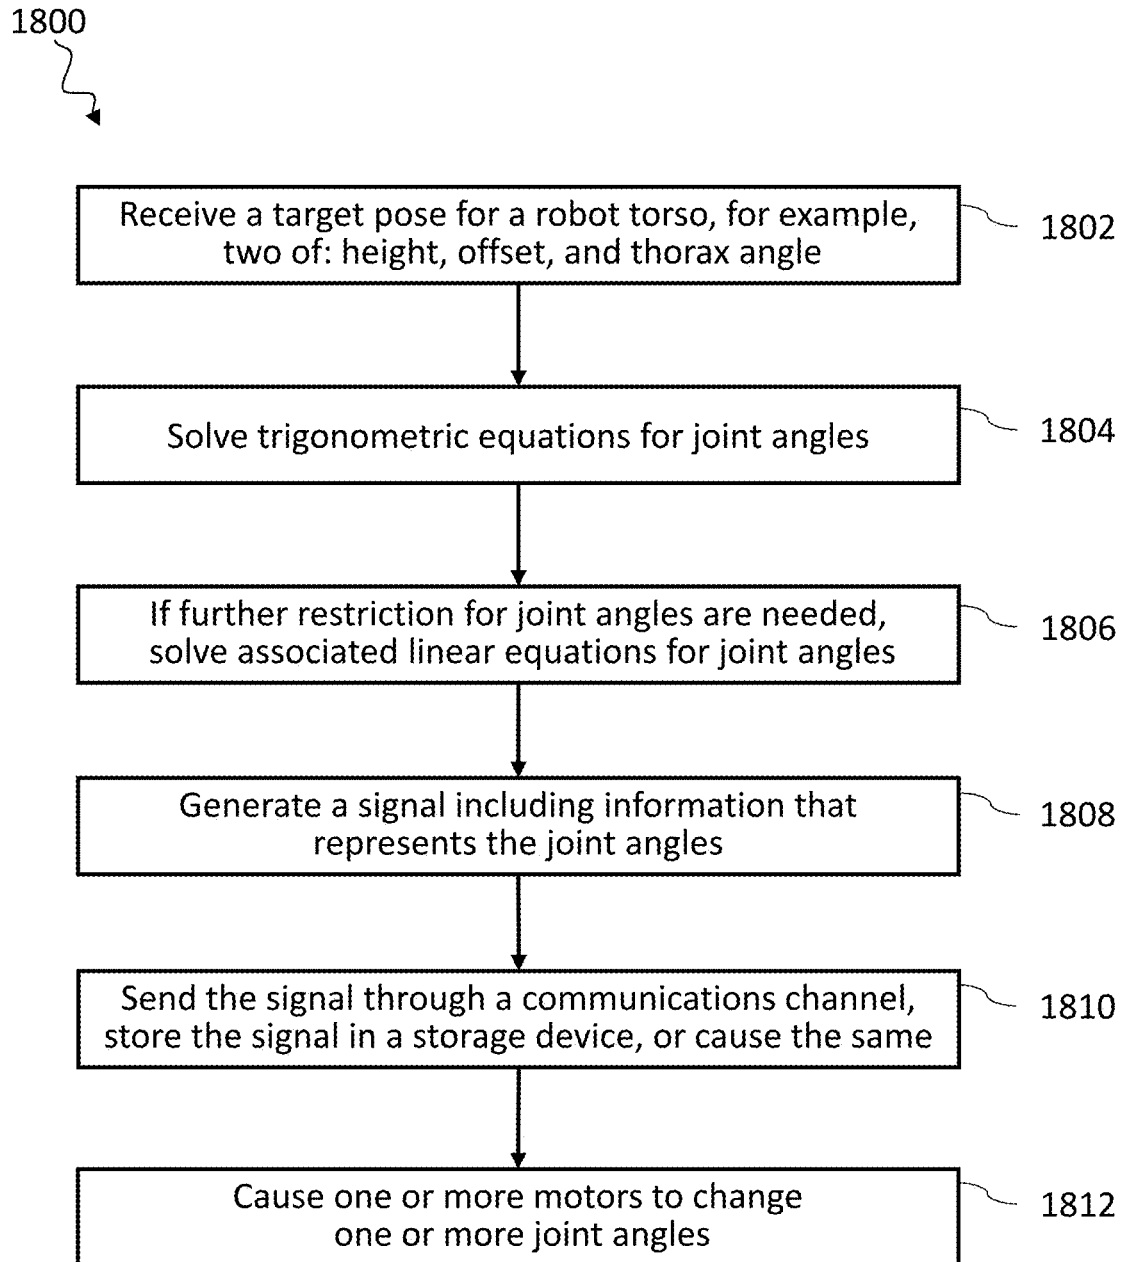 1800
Receive a target pose for a robot torso, for example,
two of: height, offset, and thorax angle
1802
Solve trigonometric equations for joint angles
1804
If further restriction for joint angles are needed,
solve associated linear equations for joint angles
1806
Generate a signal including information that
represents the joint angles
1808
Send the signal through a communications channel,
store the signal in a storage device, or cause the same
1810
Cause one or more motors to change
one or more joint angles
1812